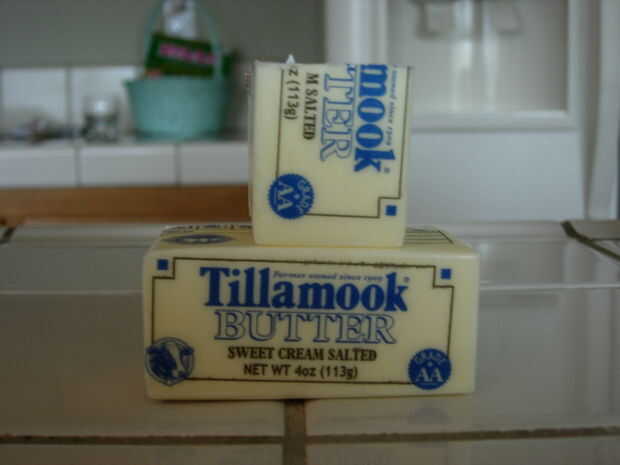 mook
TER
M SALTED
z (113g)
GRADE
AA
Farmer owned since 1909
Tillamook®
BUTTER
SWEET CREAM SALTED
NET WT 4oz (113g)
GRADE
AA